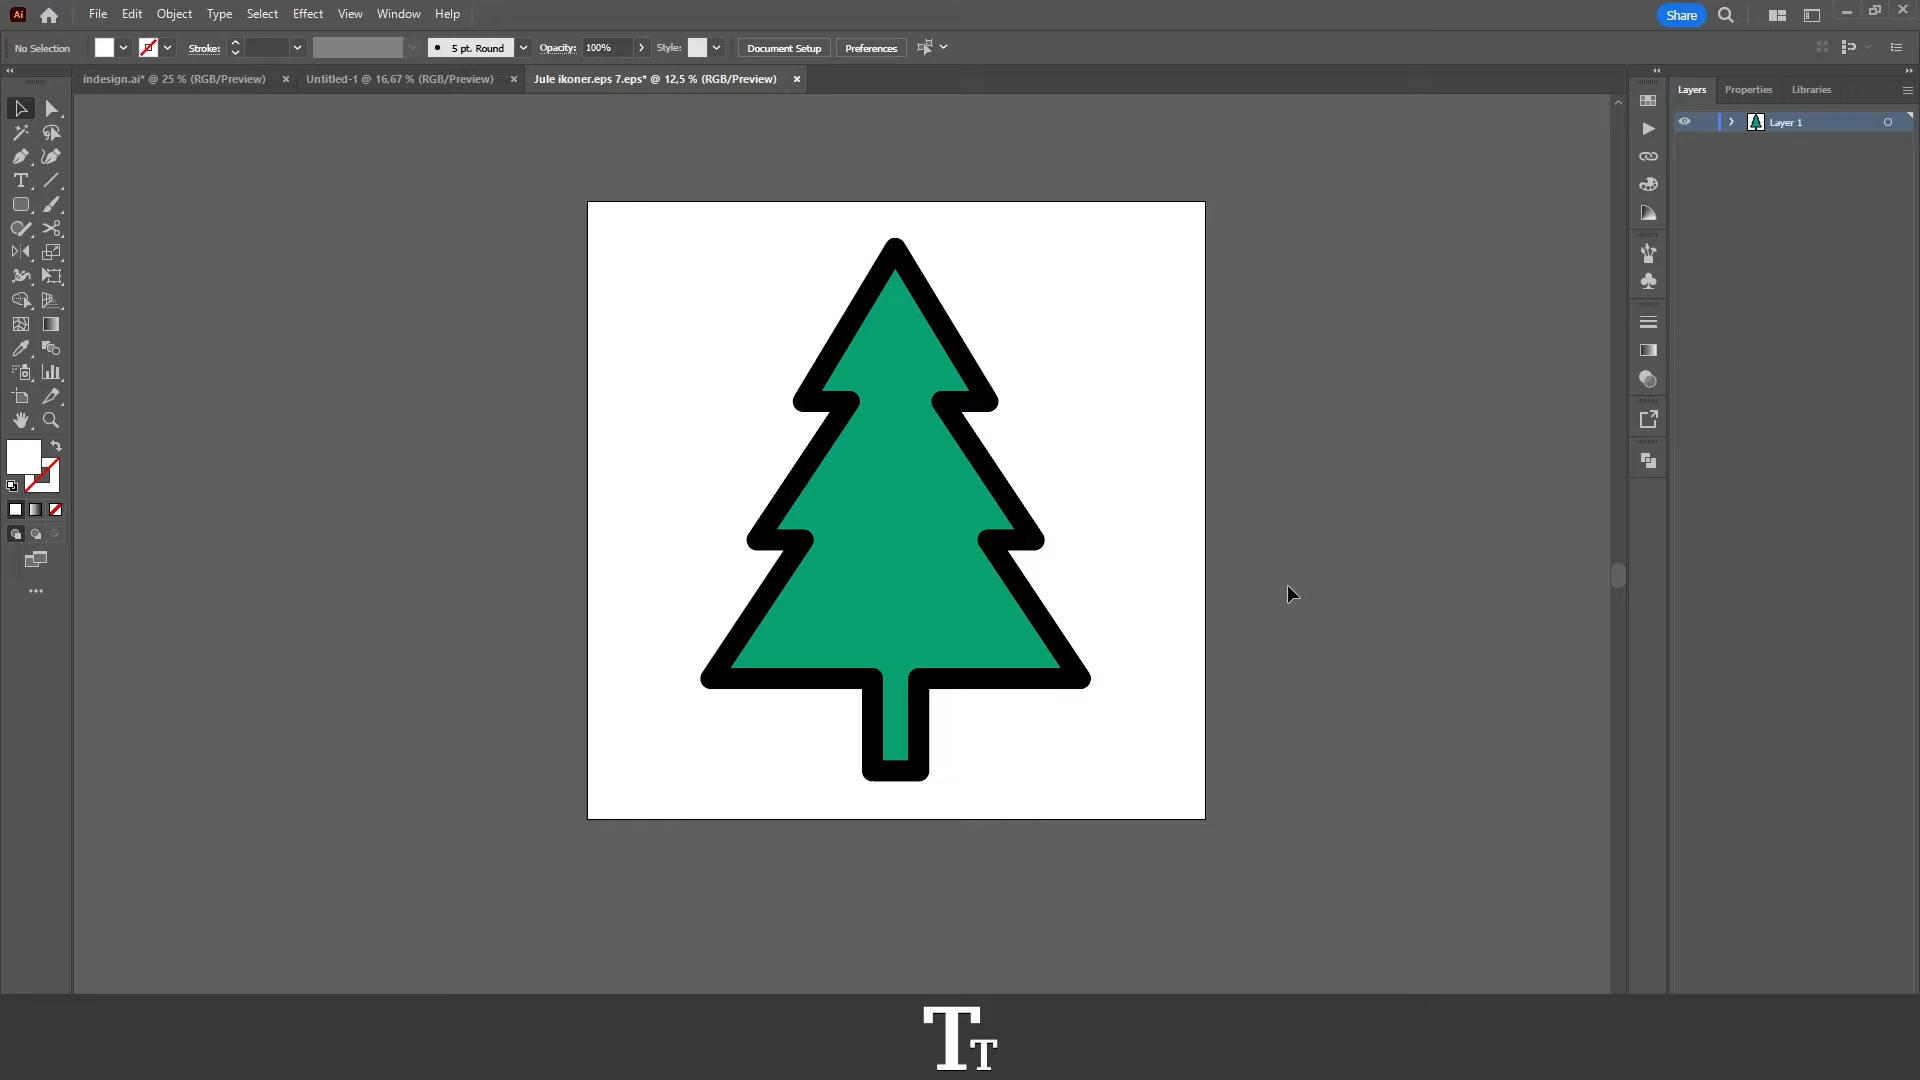 Ai File Edit Object Type Select Effect View Window Help Share
No Selection Stroke: 5 pt. Round Opacity: 100% Style: Document Setup Preferences
indesign.ai* @ 25 % (RGB/Preview) × Untitled-1 @ 16,67 % (RGB/Preview) × Jule ikoner.eps 7.eps* @ 12,5 % (RGB/Preview) ×
Layers Properties Libraries
Layer 1
TT